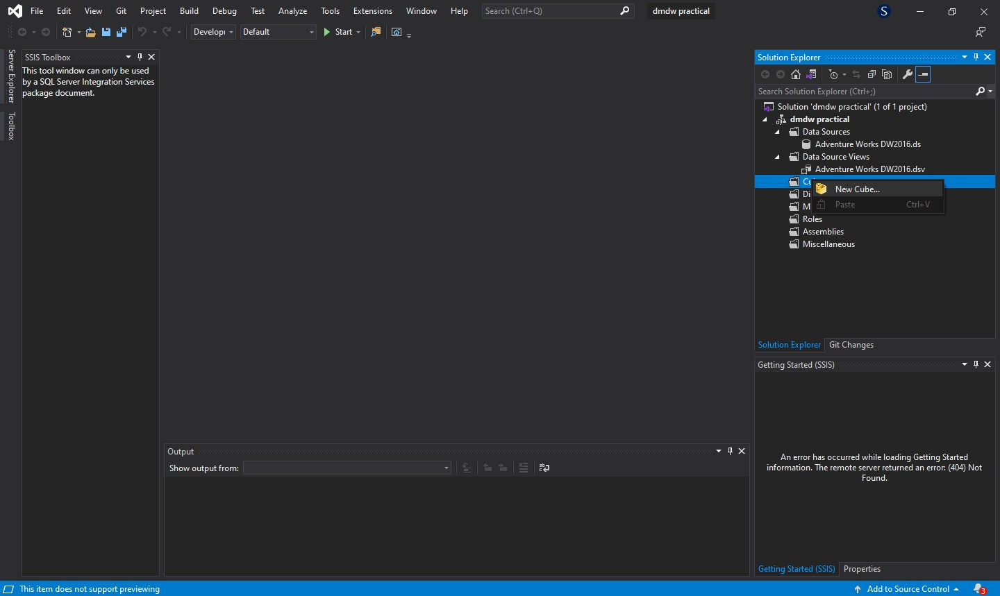 File Edit View Git Project Build Debug Test Analyze Tools Extensions Window Help Search (Ctrl+Q) dmdw practical S
Default Start
Server Explorer
Toolbox
SSIS Toolbox
This tool window can only be used
by a SQL Server Integration Services
package document.
Output
Show output from:
Solution Explorer
Search Solution Explorer (Ctrl+;)
Solution 'dmdw practical' (1 of 1 project)
dmdw practical
Data Sources
Adventure Works DW2016.ds
Data Source Views
Adventure Works DW2016.dsv
New Cube...
Paste Ctrl+V
Roles
Assemblies
Miscellaneous
Solution Explorer Git Changes
Getting Started (SSIS)
An error has occurred while loading Getting Started
information. The remote server returned an error: (404) Not
Found.
Getting Started (SSIS) Properties
This item does not support previewing Add to Source Control 3